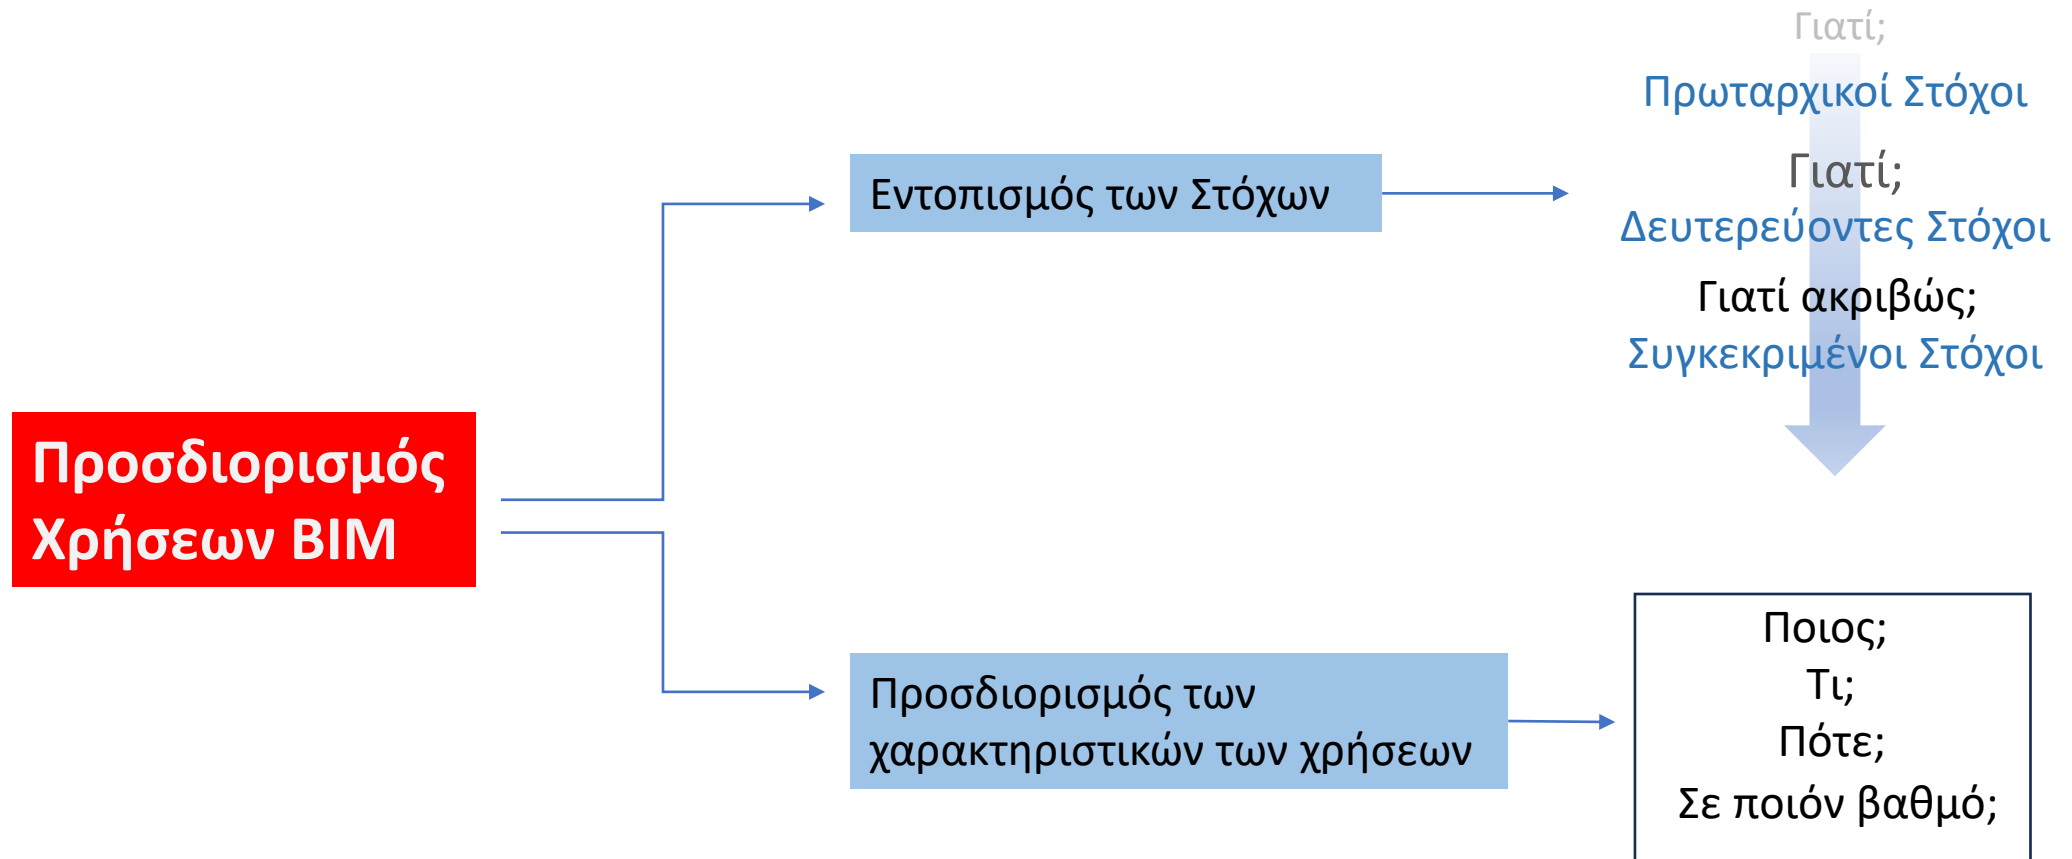 Γιατί;
Πρωταρχικοί Στόχοι
Γιατί;
Εντοπισμός των Στόχων
Δευτερεύοντες Στόχοι
Γιατί ακριβώς;
Συγκεκριμένοι Στόχοι
Προσδιορισμός
Χρήσεων BIM
Προσδιορισμός των
χαρακτηριστικών των χρήσεων
Ποιος;
Τι;
Πότε;
Σε ποιόν βαθμό;